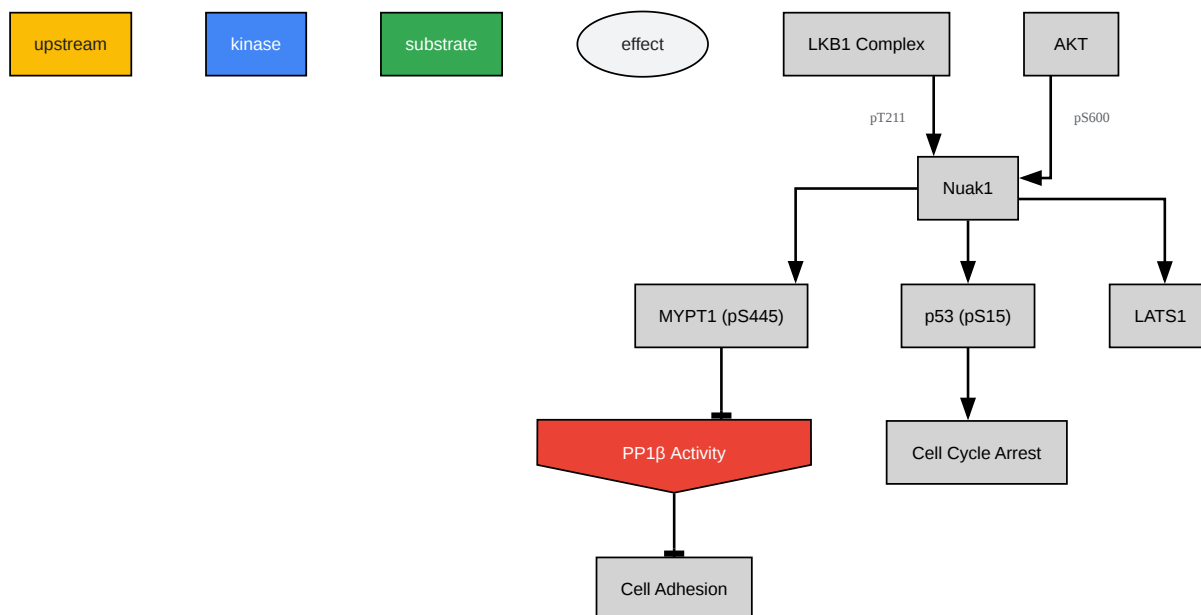 upstream
kinase
substrate
effect
LKB1 Complex
AKT
pT211
pS600
Nuak1
MYPT1 (pS445)
p53 (pS15)
LATS1
PP1β Activity
Cell Cycle Arrest
Cell Adhesion